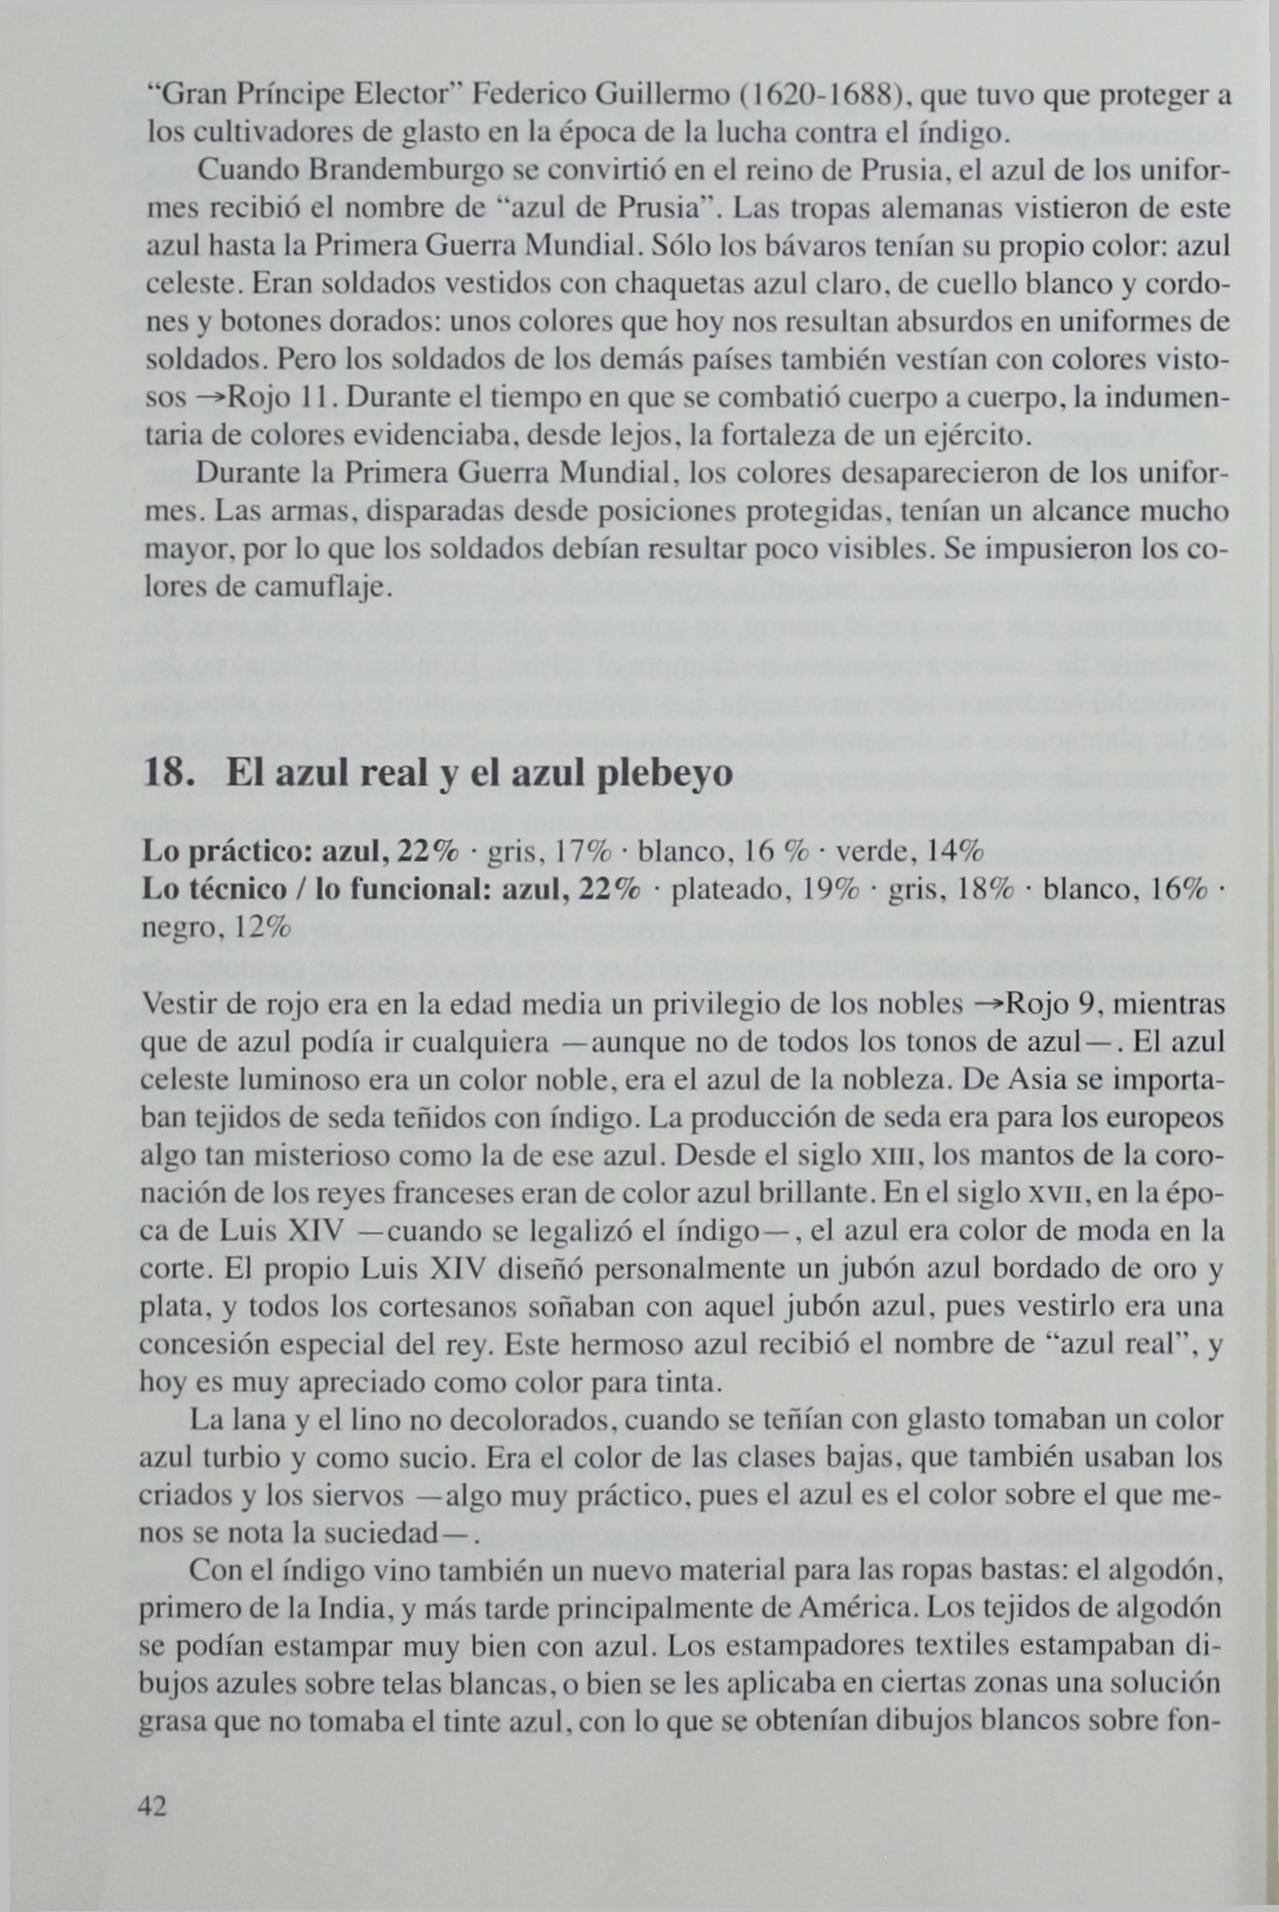 “Gran Príncipe Elector” Federico Guillermo (1620-1688), que tuvo que proteger a
los cultivadores de glasto en la época de la lucha contra el índigo.
Cuando Brandemburgo se convirtió en el reino de Prusia, el azul de los unifor-
mes recibió el nombre de “azul de Prusia”. Las tropas alemanas vistieron de este
azul hasta la Primera Guerra Mundial. Sólo los bávaros tenían su propio color: azul
celeste. Eran soldados vestidos con chaquetas azul claro, de cuello blanco y cordo-
nes y botones dorados: unos colores que hoy nos resultan absurdos en uniformes de
soldados. Pero los soldados de los demás países también vestían con colores visto-
sos →Rojo 11. Durante el tiempo en que se combatió cuerpo a cuerpo, la indumen-
taria de colores evidenciaba, desde lejos, la fortaleza de un ejército.
Durante la Primera Guerra Mundial, los colores desaparecieron de los unifor-
mes. Las armas, disparadas desde posiciones protegidas, tenían un alcance mucho
mayor, por lo que los soldados debían resultar poco visibles. Se impusieron los co-
lores de camuflaje.
18. El azul real y el azul plebeyo
Lo práctico: azul, 22% · gris, 17% · blanco, 16 % · verde, 14%
Lo técnico / lo funcional: azul, 22% · plateado, 19% · gris, 18% · blanco, 16% ·
negro, 12%
Vestir de rojo era en la edad media un privilegio de los nobles →Rojo 9, mientras
que de azul podía ir cualquiera —aunque no de todos los tonos de azul—. El azul
celeste luminoso era un color noble, era el azul de la nobleza. De Asia se importa-
ban tejidos de seda teñidos con índigo. La producción de seda era para los europeos
algo tan misterioso como la de ese azul. Desde el siglo XIII, los mantos de la coro-
nación de los reyes franceses eran de color azul brillante. En el siglo XVII, en la épo-
ca de Luis XIV —cuando se legalizó el índigo—, el azul era color de moda en la
corte. El propio Luis XIV diseñó personalmente un jubón azul bordado de oro y
plata, y todos los cortesanos soñaban con aquel jubón azul, pues vestirlo era una
concesión especial del rey. Este hermoso azul recibió el nombre de “azul real”, y
hoy es muy apreciado como color para tinta.
La lana y el lino no decolorados, cuando se teñían con glasto tomaban un color
azul turbio y como sucio. Era el color de las clases bajas, que también usaban los
criados y los siervos —algo muy práctico, pues el azul es el color sobre el que me-
nos se nota la suciedad—.
Con el índigo vino también un nuevo material para las ropas bastas: el algodón,
primero de la India, y más tarde principalmente de América. Los tejidos de algodón
se podían estampar muy bien con azul. Los estampadores textiles estampaban di-
bujos azules sobre telas blancas, o bien se les aplicaba en ciertas zonas una solución
grasa que no tomaba el tinte azul, con lo que se obtenían dibujos blancos sobre fon-
42